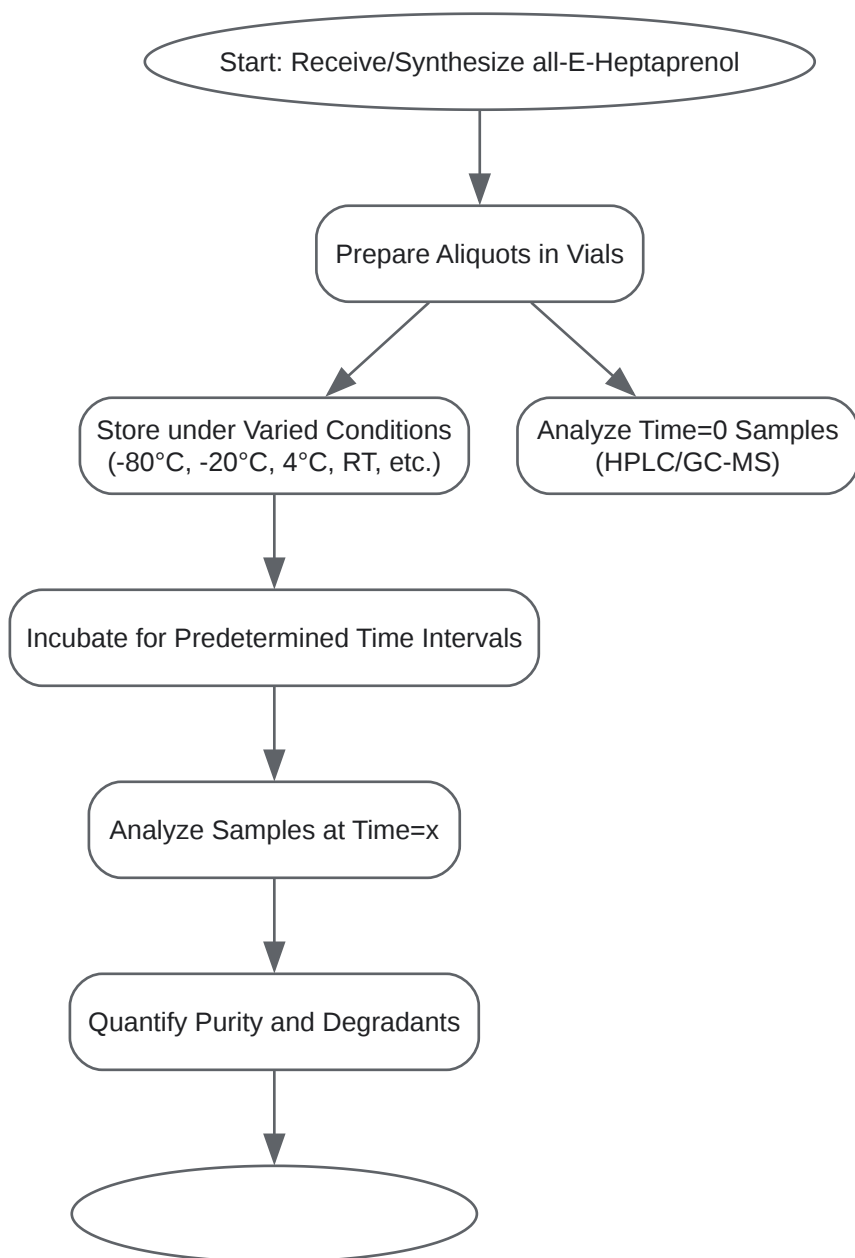 Start: Receive/Synthesize all-E-Heptaprenol
Prepare Aliquots in Vials
Store under Varied Conditions
(-80°C, -20°C, 4°C, RT, etc.)
Analyze Time=0 Samples
(HPLC/GC-MS)
Incubate for Predetermined Time Intervals
Analyze Samples at Time=x
Quantify Purity and Degradants